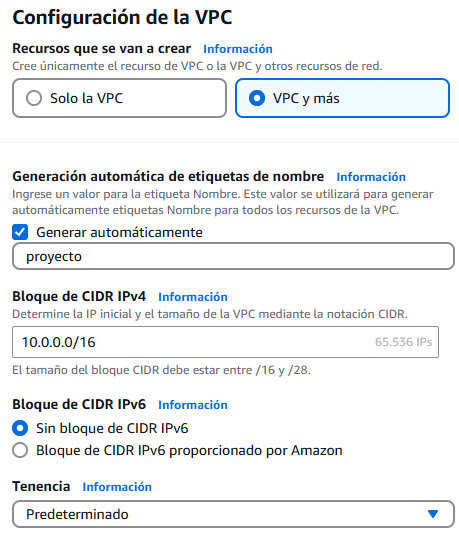 Configuración de la VPC
Recursos que se van a crear Información
Cree únicamente el recurso de VPC o la VPC y otros recursos de red.
Solo la VPC
VPC y más
Generación automática de etiquetas de nombre Información
Ingrese un valor para la etiqueta Nombre. Este valor se utilizará para generar
automáticamente etiquetas Nombre para todos los recursos de la VPC.
Generar automáticamente
proyecto
Bloque de CIDR IPv4 Información
Determine la IP inicial y el tamaño de la VPC mediante la notación CIDR.
10.0.0.0/16 65.536 IPs
El tamaño del bloque CIDR debe estar entre /16 y /28.
Bloque de CIDR IPv6 Información
Sin bloque de CIDR IPv6
Bloque de CIDR IPv6 proporcionado por Amazon
Tenencia Información
Predeterminado